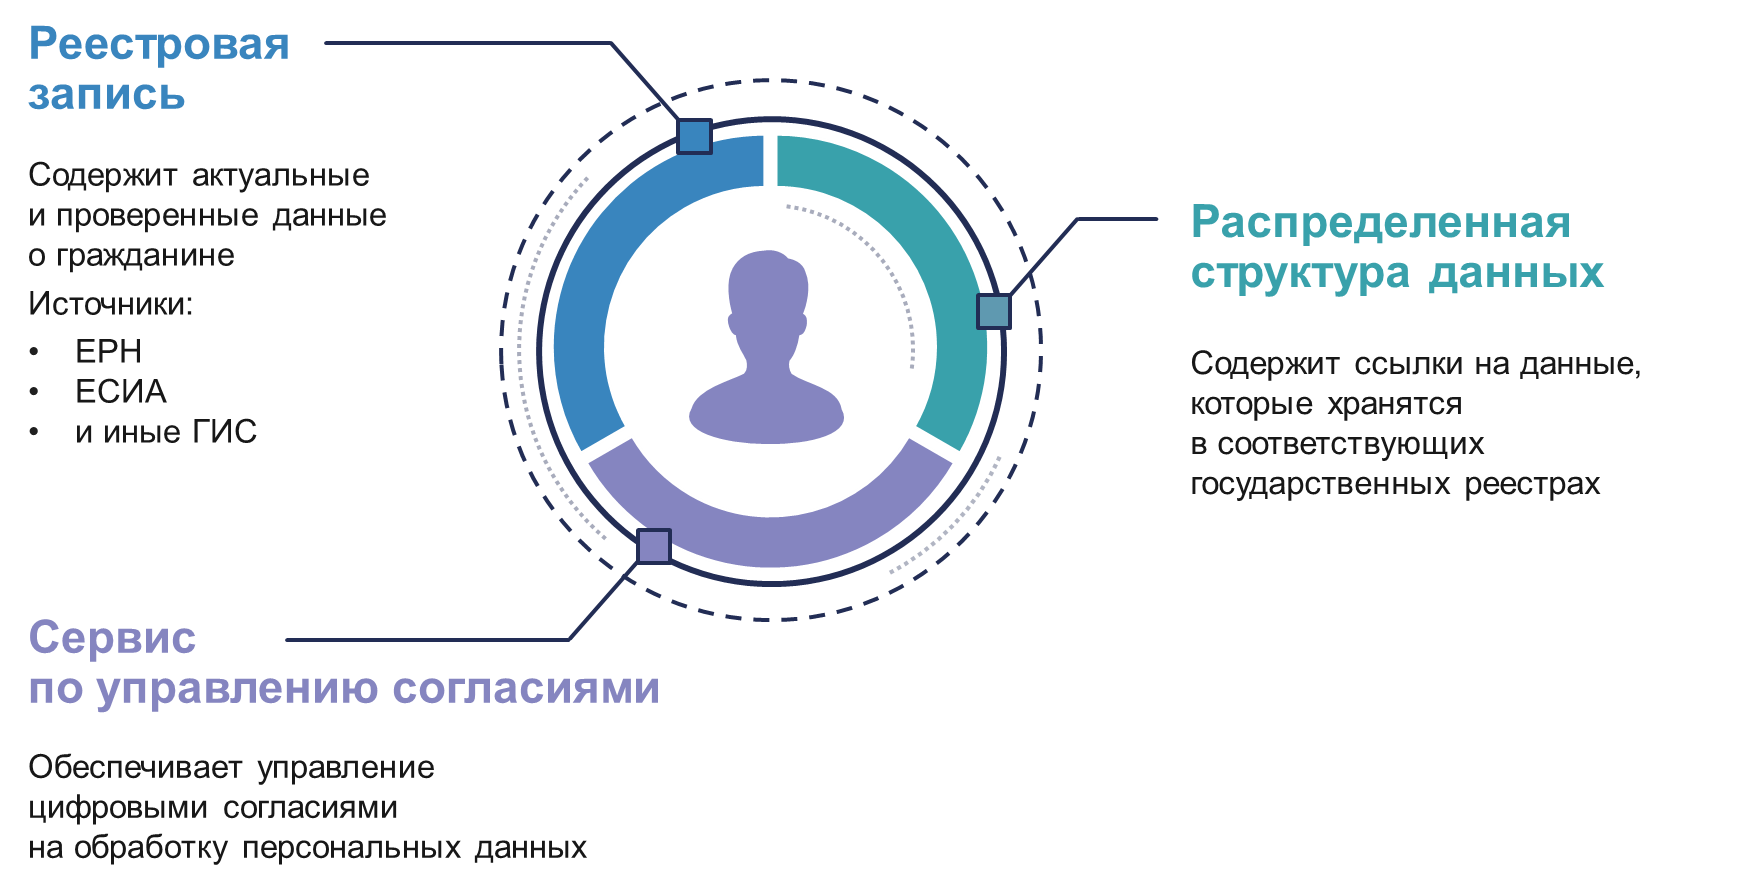 Реестровая
запись
Содержит актуальные
и проверенные данные
о гражданине
Источники:
• ЕРН
• ЕСИА
• и иные ГИС
Распределенная
структура данных
Содержит ссылки на данные,
которые хранятся
в соответствующих
государственных реестрах
Сервис
по управлению согласиями
Обеспечивает управление
цифровыми согласиями
на обработку персональных данных